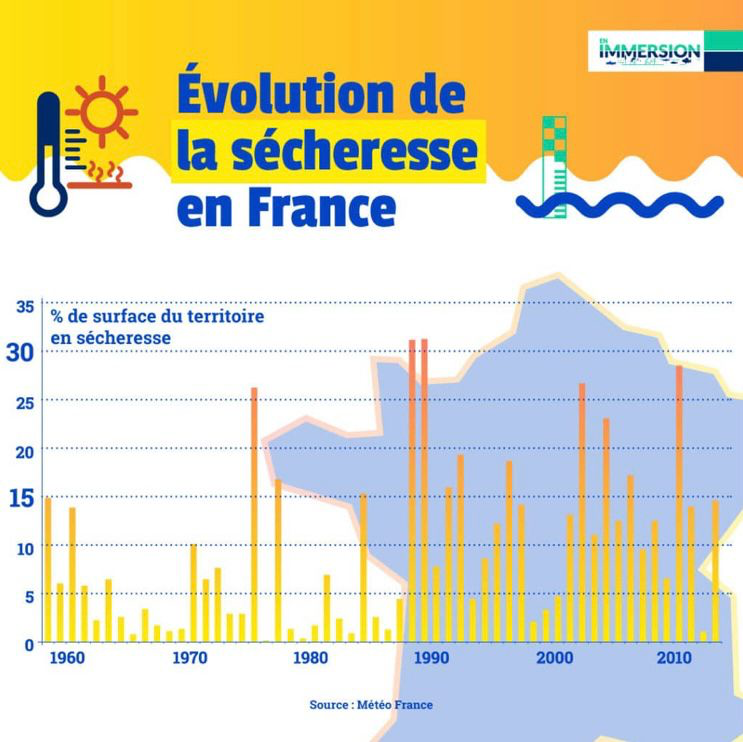 EN
IMMERSION
Évolution de
la sécheresse
en France
% de surface du territoire
en sécheresse
35
30
25
20
15
10
5
0
1960 1970 1980 1990 2000 2010
Source : Météo France